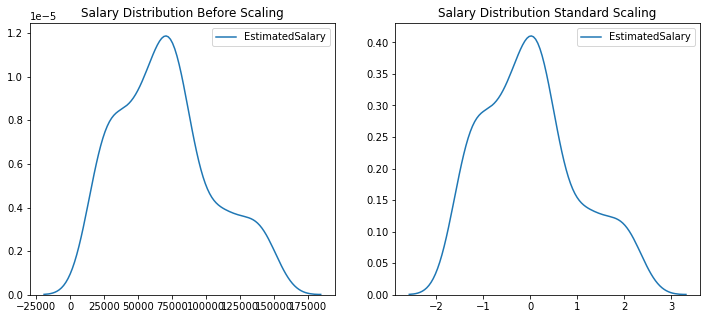 Salary Distribution Before Scaling
1e−5
EstimatedSalary
1.2
1.0
0.8
0.6
0.4
0.2
0.0
−25000 0 25000 50000 75000 100000 125000 150000 175000
Salary Distribution Standard Scaling
EstimatedSalary
0.40
0.35
0.30
0.25
0.20
0.15
0.10
0.05
0.00
−2 −1 0 1 2 3